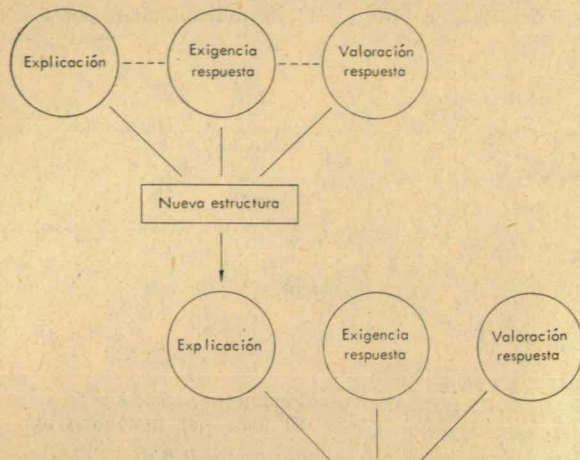 Explicación
Exigencia
respuesta
Valoración
respuesta
Nueva estructura
Explicación
Exigencia
respuesta
Valoración
respuesta